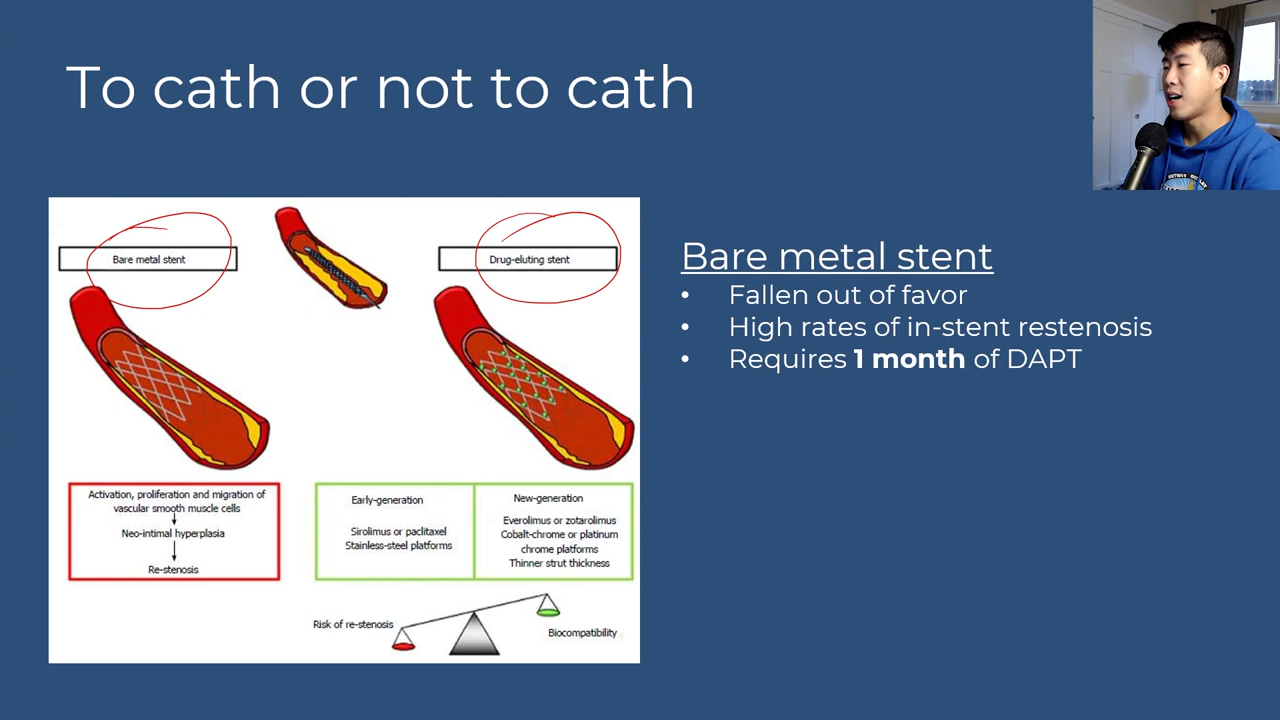 To cath or not to cath
Bare metal stent
Drug-eluting stent
Activation, proliferation and migration of
vascular smooth muscle cells
Neo-intimal hyperplasia
Re-stenosis
Early-generation
Sirolimus or paclitaxel
Stainless-steel platforms
New-generation
Everolimus or zotarolimus
Cobalt-chrome or platinum
chrome platforms
Thinner strut thickness
Risk of re-stenosis
Biocompatibility
Bare metal stent
• Fallen out of favor
• High rates of in-stent restenosis
• Requires 1 month of DAPT